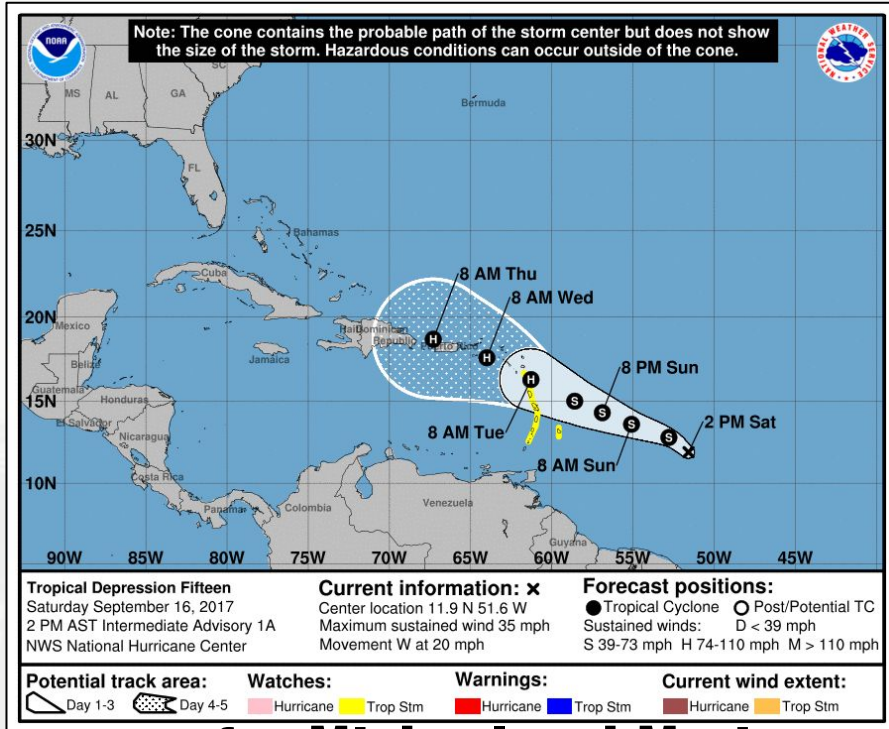 Note: The cone contains the probable path of the storm center but does not show
the size of the storm. Hazardous conditions can occur outside of the cone.
NOAA
NATIONAL WEATHER SERVICE
SC
MS
AL
GA
Bermuda
30N
FL
25N
Bahamas
8 AM Thu
Cuba
8 AM Wed
20N
Mexico
Haiti
Dominican
Republic
Puerto Rico
Jamaica
Belize
8 PM Sun
Guatemala
Honduras
15N
2 PM Sat
El Salvador
Nicaragua
8 AM Tue
8 AM Sun
H
H
H
S
S
S
S
Costa Rica
10N
Panama
Colombia
Venezuela
Guyana
90W 85W 80W 75W 70W 65W 60W 55W 50W 45W
Tropical Depression Fifteen
Saturday September 16, 2017
2 PM AST Intermediate Advisory 1A
NWS National Hurricane Center
Current information: ×
Center location 11.9 N 51.6 W
Maximum sustained wind 35 mph
Movement W at 20 mph
Forecast positions:
Tropical Cyclone Post/Potential TC
Sustained winds: D < 39 mph
S 39-73 mph H 74-110 mph M > 110 mph
Potential track area:
Day 1-3 Day 4-5
Watches:
Hurricane Trop Stm
Warnings:
Hurricane Trop Stm
Current wind extent:
Hurricane Trop Stm